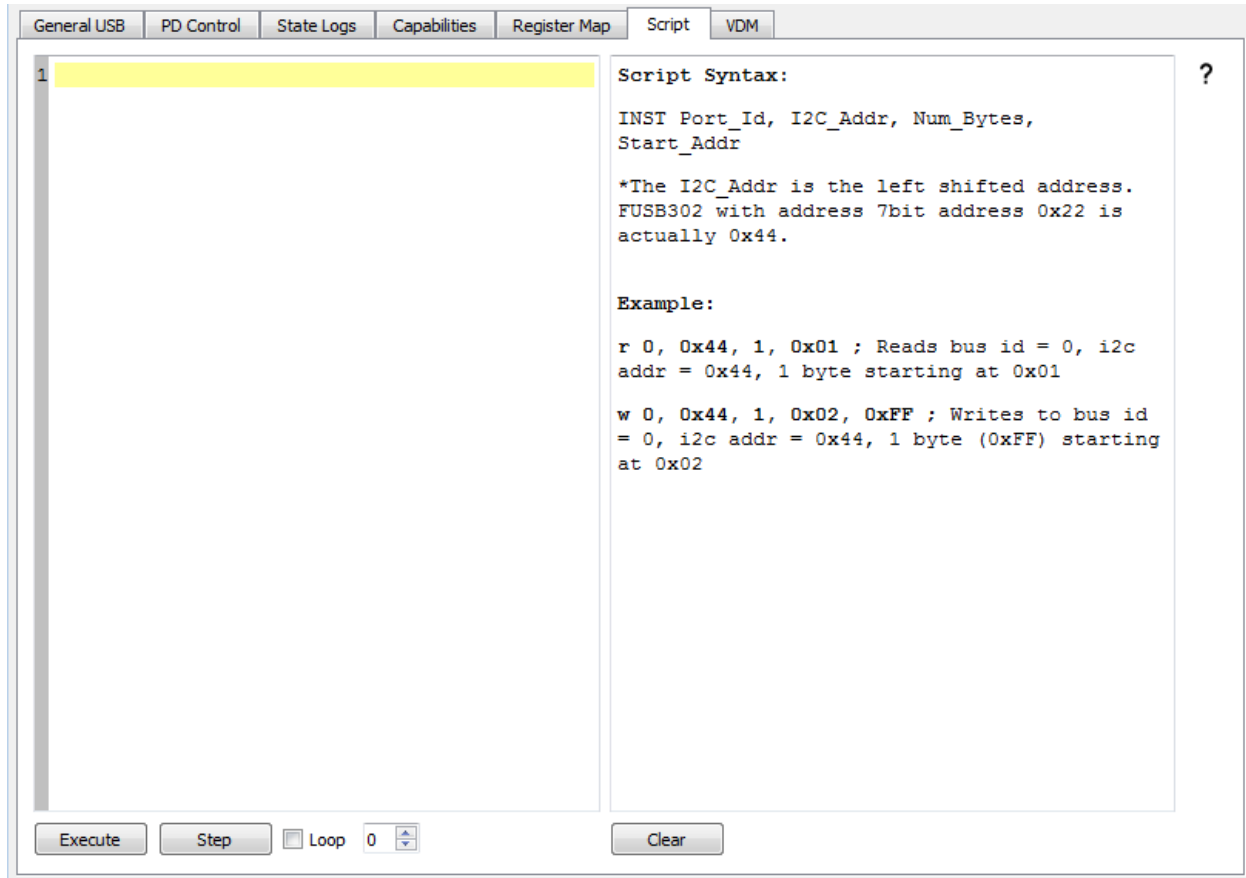 General USB PD Control State Logs Capabilities Register Map Script VDM
1
Script Syntax:
?
INST Port_Id, I2C_Addr, Num_Bytes,
Start_Addr
*The I2C_Addr is the left shifted address.
FUSB302 with address 7bit address 0x22 is
actually 0x44.
Example:
r 0, 0x44, 1, 0x01 ; Reads bus id = 0, i2c
addr = 0x44, 1 byte starting at 0x01
w 0, 0x44, 1, 0x02, 0xFF ; Writes to bus id
= 0, i2c addr = 0x44, 1 byte (0xFF) starting
at 0x02
Execute Step Loop 0 Clear